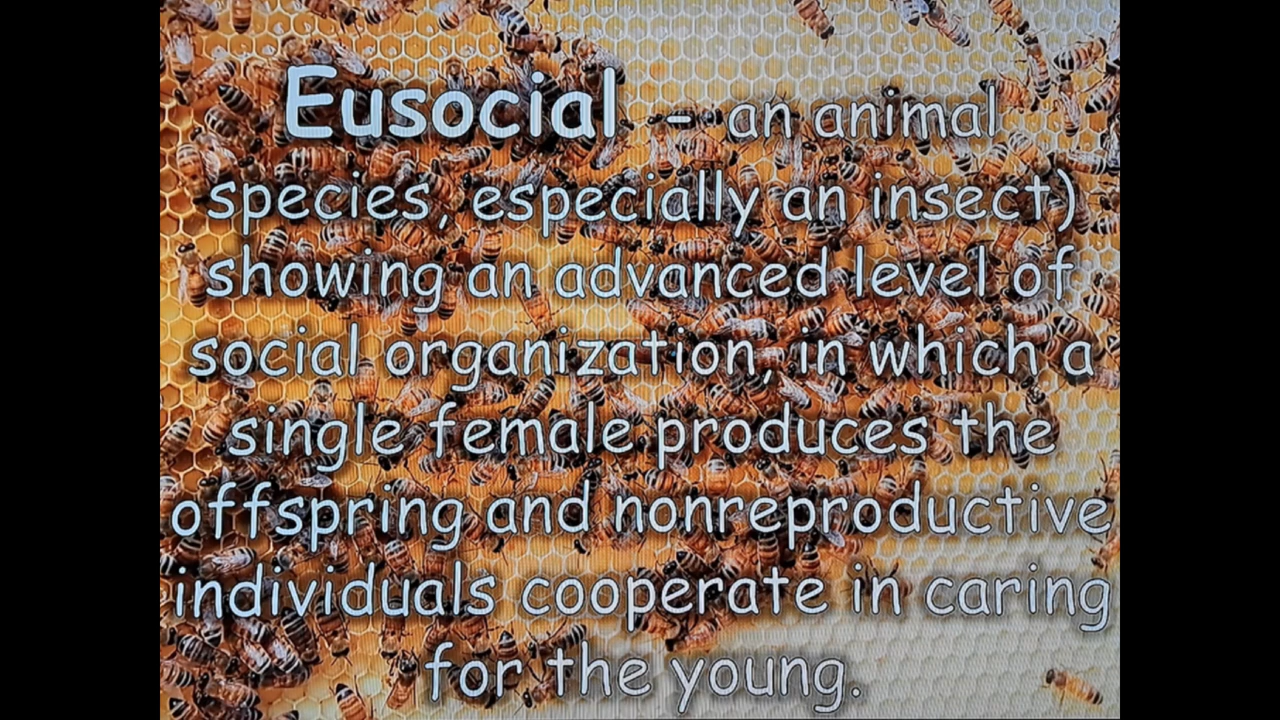 Eusocial - an animal
species, especially an insect)
showing an advanced level of
social organization, in which a
single female produces the
offspring and nonreproductive
individuals cooperate in caring
for the young.